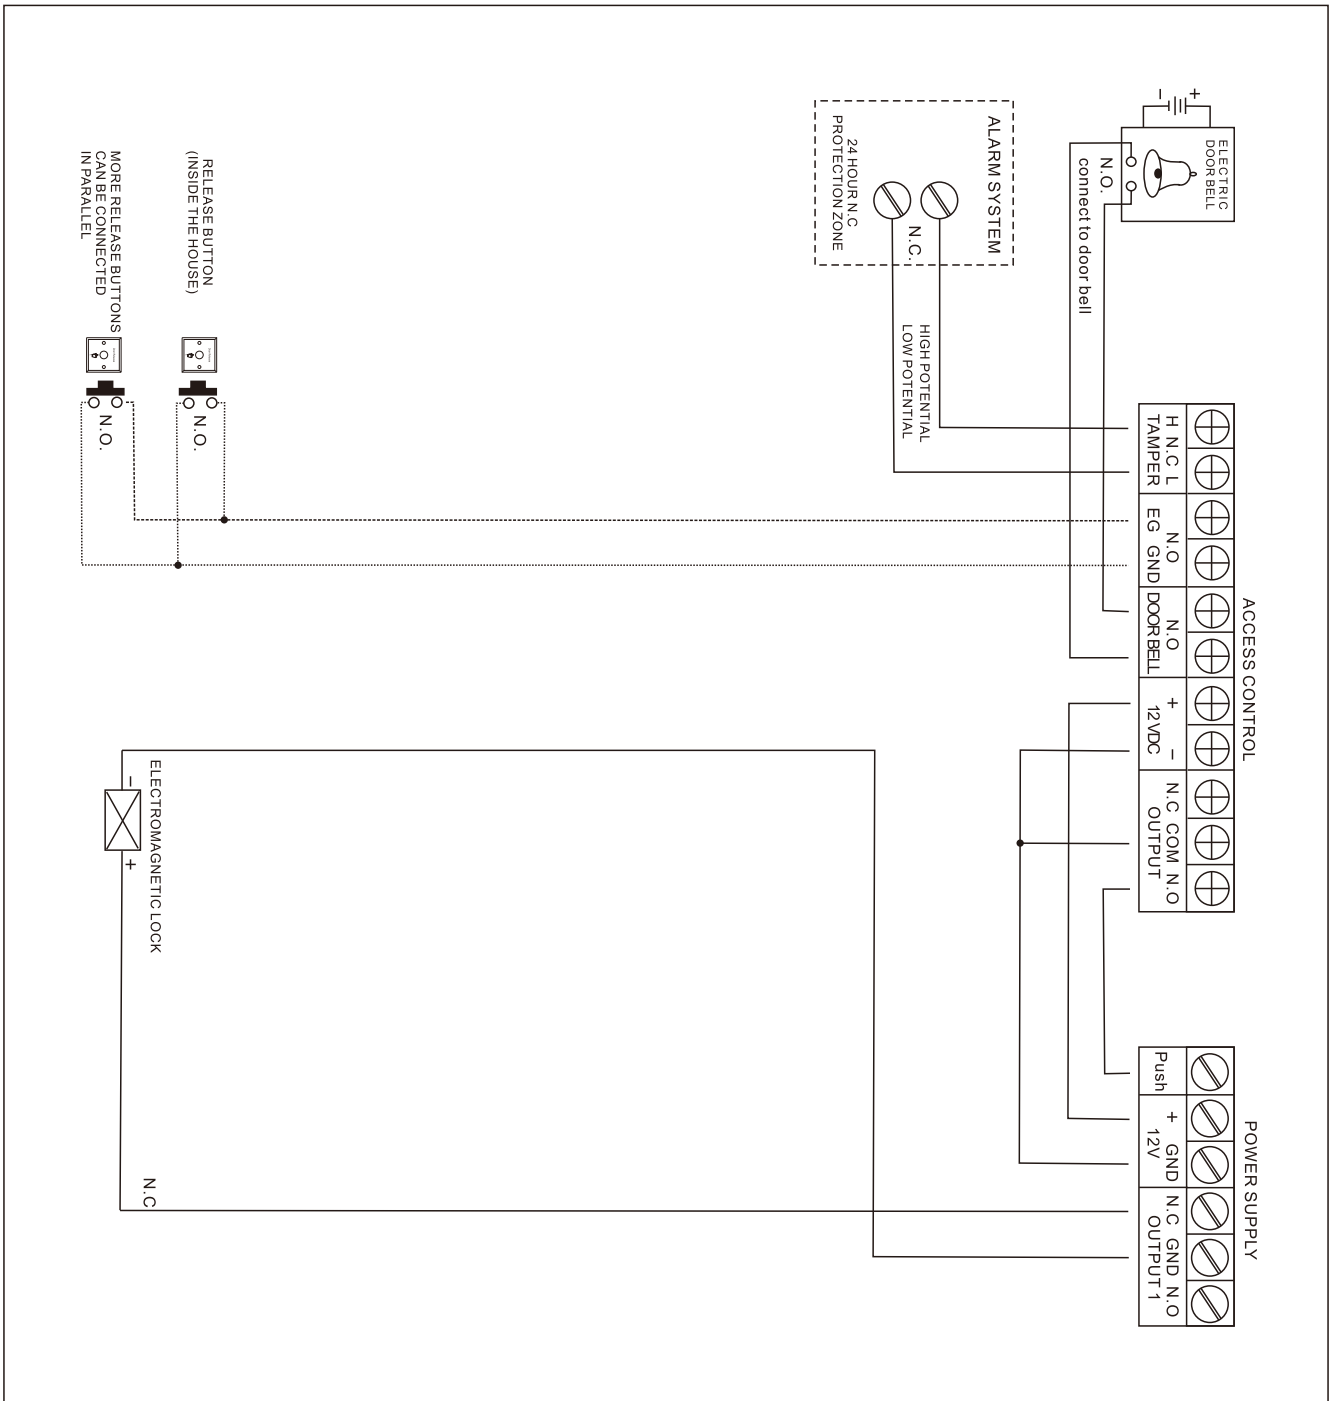 ELECTRIC
DOOR BELL
– +
N.O.
connect to door bell
ALARM SYSTEM
24 HOUR N.C
PROTECTION ZONE
N.C.
HIGH POTENTIAL
LOW POTENTIAL
RELEASE BUTTON
(INSIDE THE HOUSE)
N.O.
MORE RELEASE BUTTONS
CAN BE CONNECTED
IN PARALLEL
N.O.
ACCESS CONTROL
H N.C L
TAMPER
N.O
EG GND
N.O
DOOR BELL
+ –
12 VDC
N.C COM N.O
OUTPUT
ELECTROMAGNETIC LOCK
– +
N.C
POWER SUPPLY
Push
+ GND
12V
N.C GND N.O
OUTPUT 1